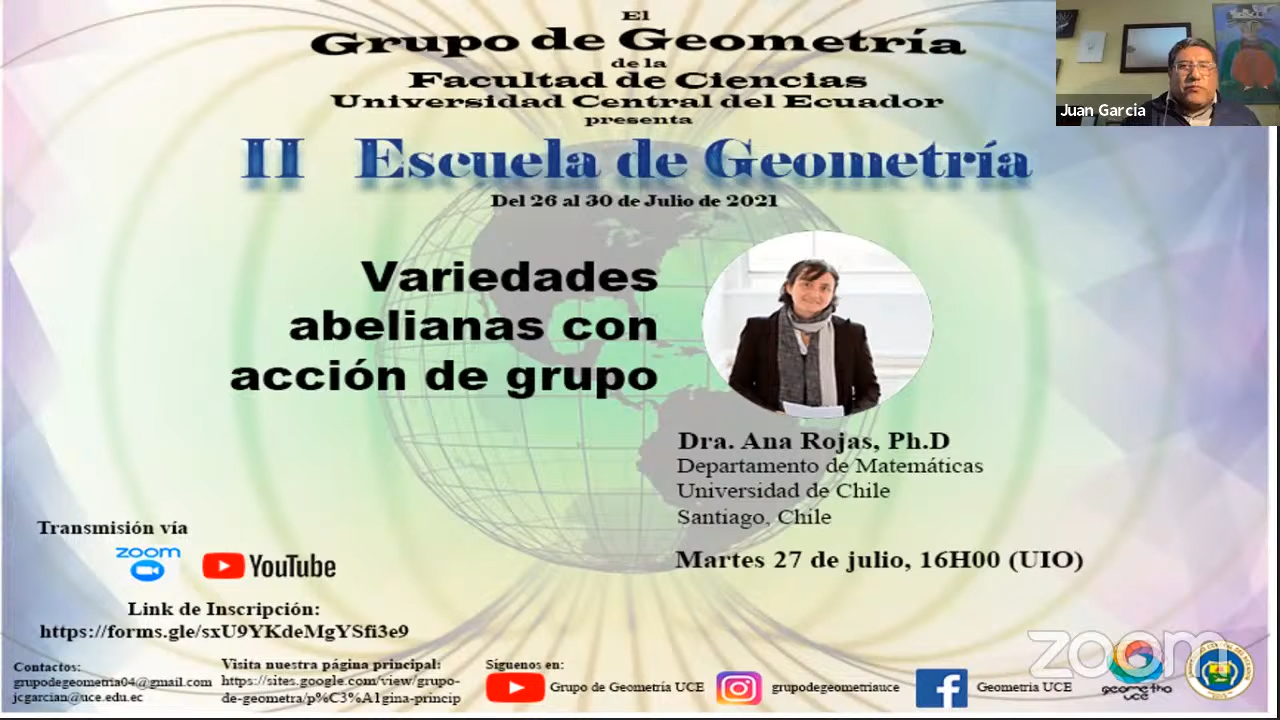 El
Grupo de Geometría
de la
Facultad de Ciencias
Universidad Central del Ecuador
presenta
II Escuela de Geometría
Del 26 al 30 de Julio de 2021
Juan Garcia
Variedades
abelianas con
acción de grupo
Dra. Ana Rojas, Ph.D
Departamento de Matemáticas
Universidad de Chile
Santiago, Chile
Martes 27 de julio, 16H00 (UIO)
Transmisión vía
zoom
YouTube
Link de Inscripción:
https://forms.gle/sxU9YKdeMgYSfi3e9
Contactos:
grupodegeometria04@gmail.com
jcgarcian@uce.edu.ec
Visita nuestra página principal:
https://sites.google.com/view/grupo-
de-geometra/p%C3%A1gina-princip
Síguenos en:
Grupo de Geometría UCE
grupodegeometriauce
Geometria UCE
zoom
UCE